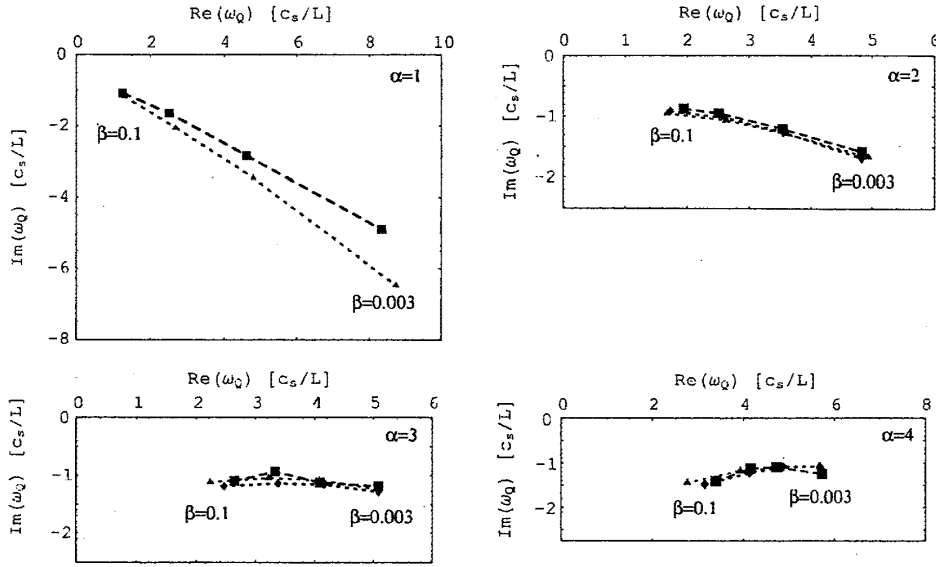 Re(ω_Q) [c_s/L]
0 2 4 6 8 10
0
-2
-4
-6
-8
Im(ω_Q) [c_s/L]
α=1
β=0.1
β=0.003
Re(ω_Q) [c_s/L]
0 1 2 3 4 5 6
0
-1
-2
Im(ω_Q) [c_s/L]
α=2
β=0.1
β=0.003
Re(ω_Q) [c_s/L]
0 1 2 3 4 5 6
0
-1
-2
Im(ω_Q) [c_s/L]
α=3
β=0.1
β=0.003
Re(ω_Q) [c_s/L]
0 2 4 6 8
0
-1
-2
Im(ω_Q) [c_s/L]
α=4
β=0.1
β=0.003